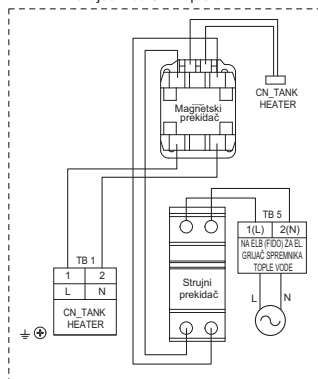 CN_TANK
HEATER
Magnetski
prekidač
TB 5
1(L) 2(N)
NA ELB (FIDO) ZA EL.
GRIJAČ SPREMNIKA
TOPLE VODE
L N
TB 1
1 2
L N
CN_TANK
HEATER
Strujni
prekidač